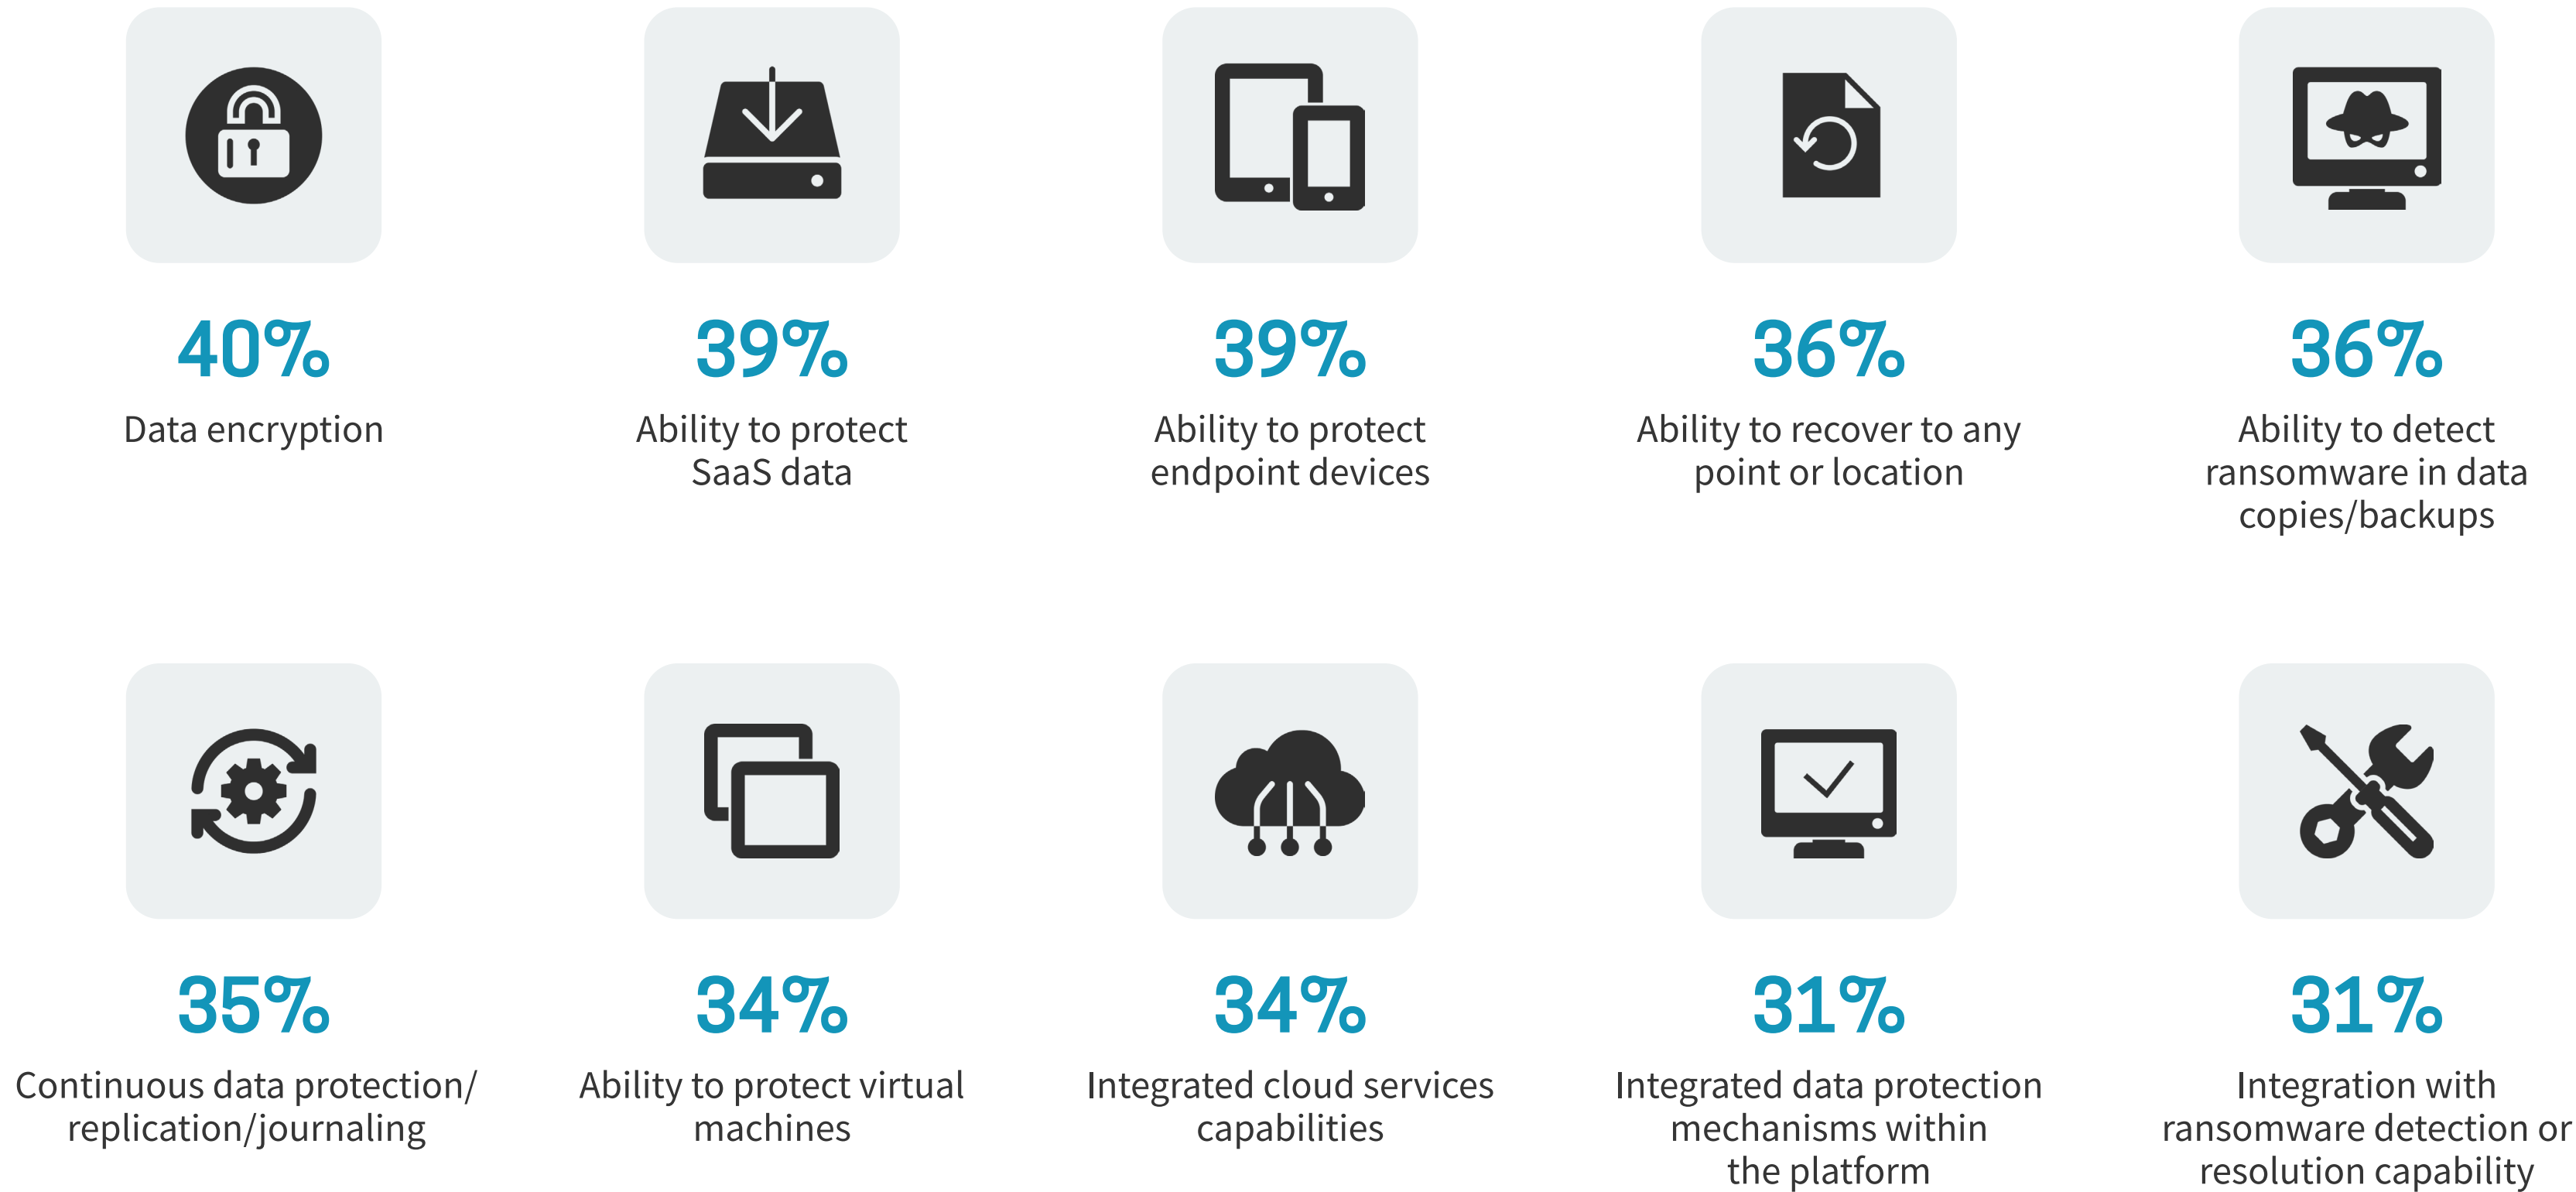 40%
Data encryption
39%
Ability to protect
SaaS data
39%
Ability to protect
endpoint devices
36%
Ability to recover to any
point or location
36%
Ability to detect
ransomware in data
copies/backups
35%
Continuous data protection/
replication/journaling
34%
Ability to protect virtual
machines
34%
Integrated cloud services
capabilities
31%
Integrated data protection
mechanisms within
the platform
31%
Integration with
ransomware detection or
resolution capability